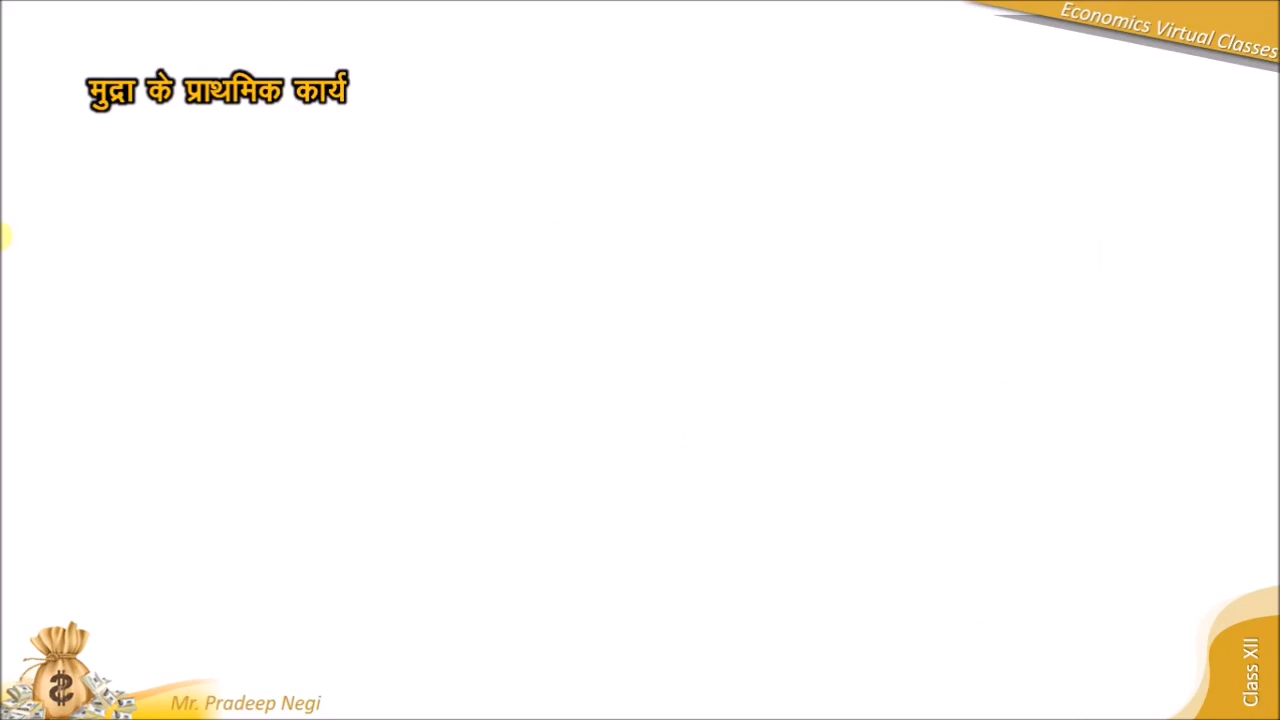 Economics Virtual Classes
मुद्रा के प्राथमिक कार्य
Class XII
Mr. Pradeep Negi